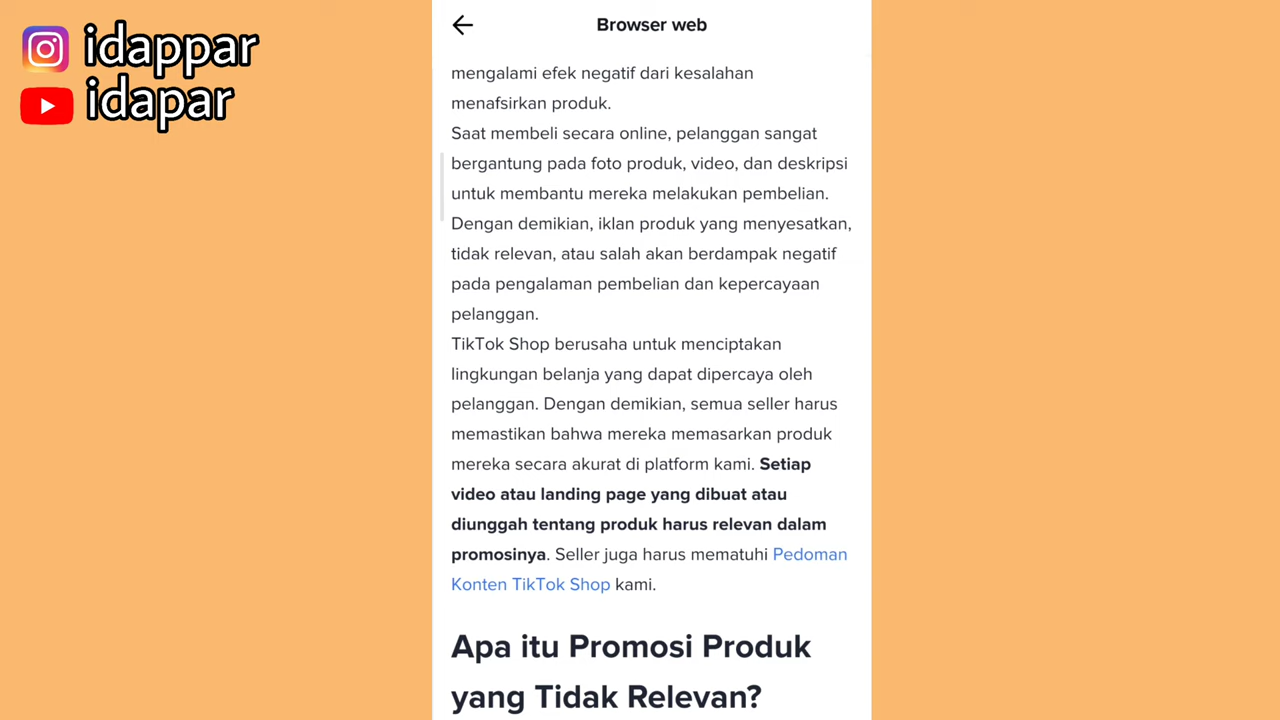 idappar
idapar
Browser web
mengalami efek negatif dari kesalahan
menafsirkan produk.
Saat membeli secara online, pelanggan sangat
bergantung pada foto produk, video, dan deskripsi
untuk membantu mereka melakukan pembelian.
Dengan demikian, iklan produk yang menyesatkan,
tidak relevan, atau salah akan berdampak negatif
pada pengalaman pembelian dan kepercayaan
pelanggan.
TikTok Shop berusaha untuk menciptakan
lingkungan belanja yang dapat dipercaya oleh
pelanggan. Dengan demikian, semua seller harus
memastikan bahwa mereka memasarkan produk
mereka secara akurat di platform kami. Setiap
video atau landing page yang dibuat atau
diunggah tentang produk harus relevan dalam
promosinya. Seller juga harus mematuhi Pedoman
Konten TikTok Shop kami.
Apa itu Promosi Produk
yang Tidak Relevan?